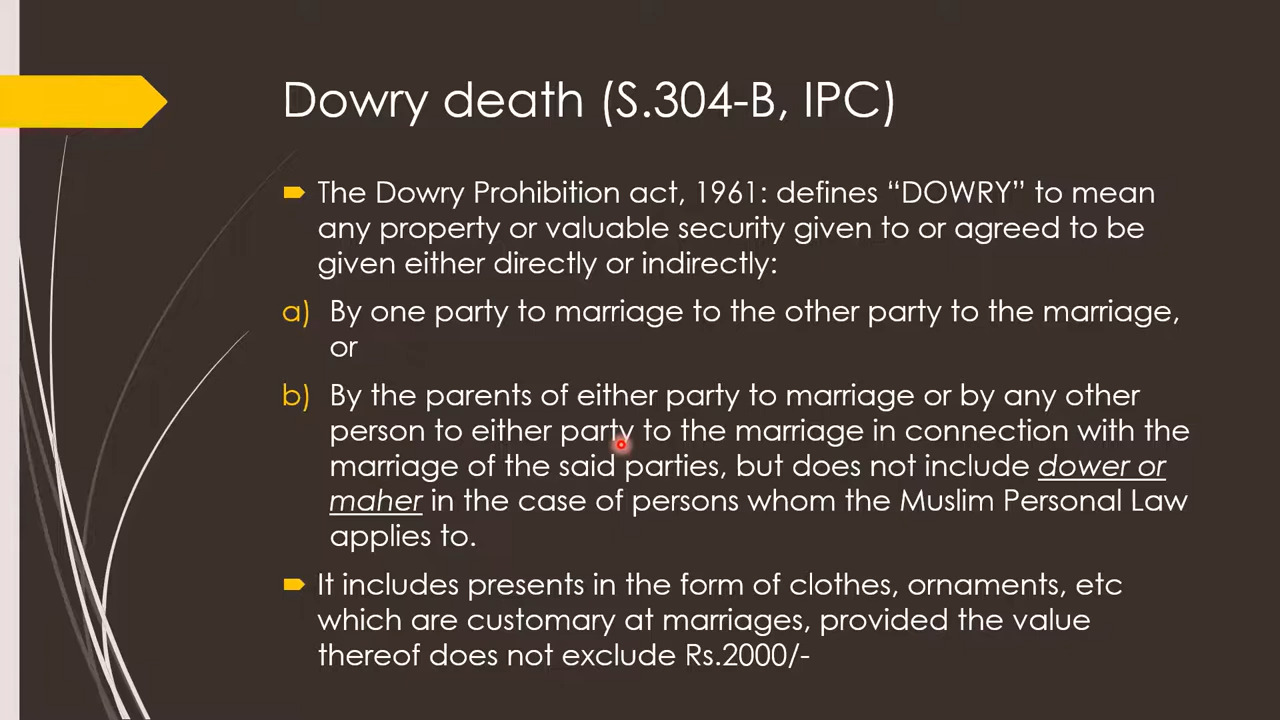 Dowry death (S.304-B, IPC)
The Dowry Prohibition act, 1961: defines “DOWRY” to mean
any property or valuable security given to or agreed to be
given either directly or indirectly:
a) By one party to marriage to the other party to the marriage,
or
b) By the parents of either party to marriage or by any other
person to either party to the marriage in connection with the
marriage of the said parties, but does not include dower or
maher in the case of persons whom the Muslim Personal Law
applies to.
It includes presents in the form of clothes, ornaments, etc
which are customary at marriages, provided the value
thereof does not exclude Rs.2000/-